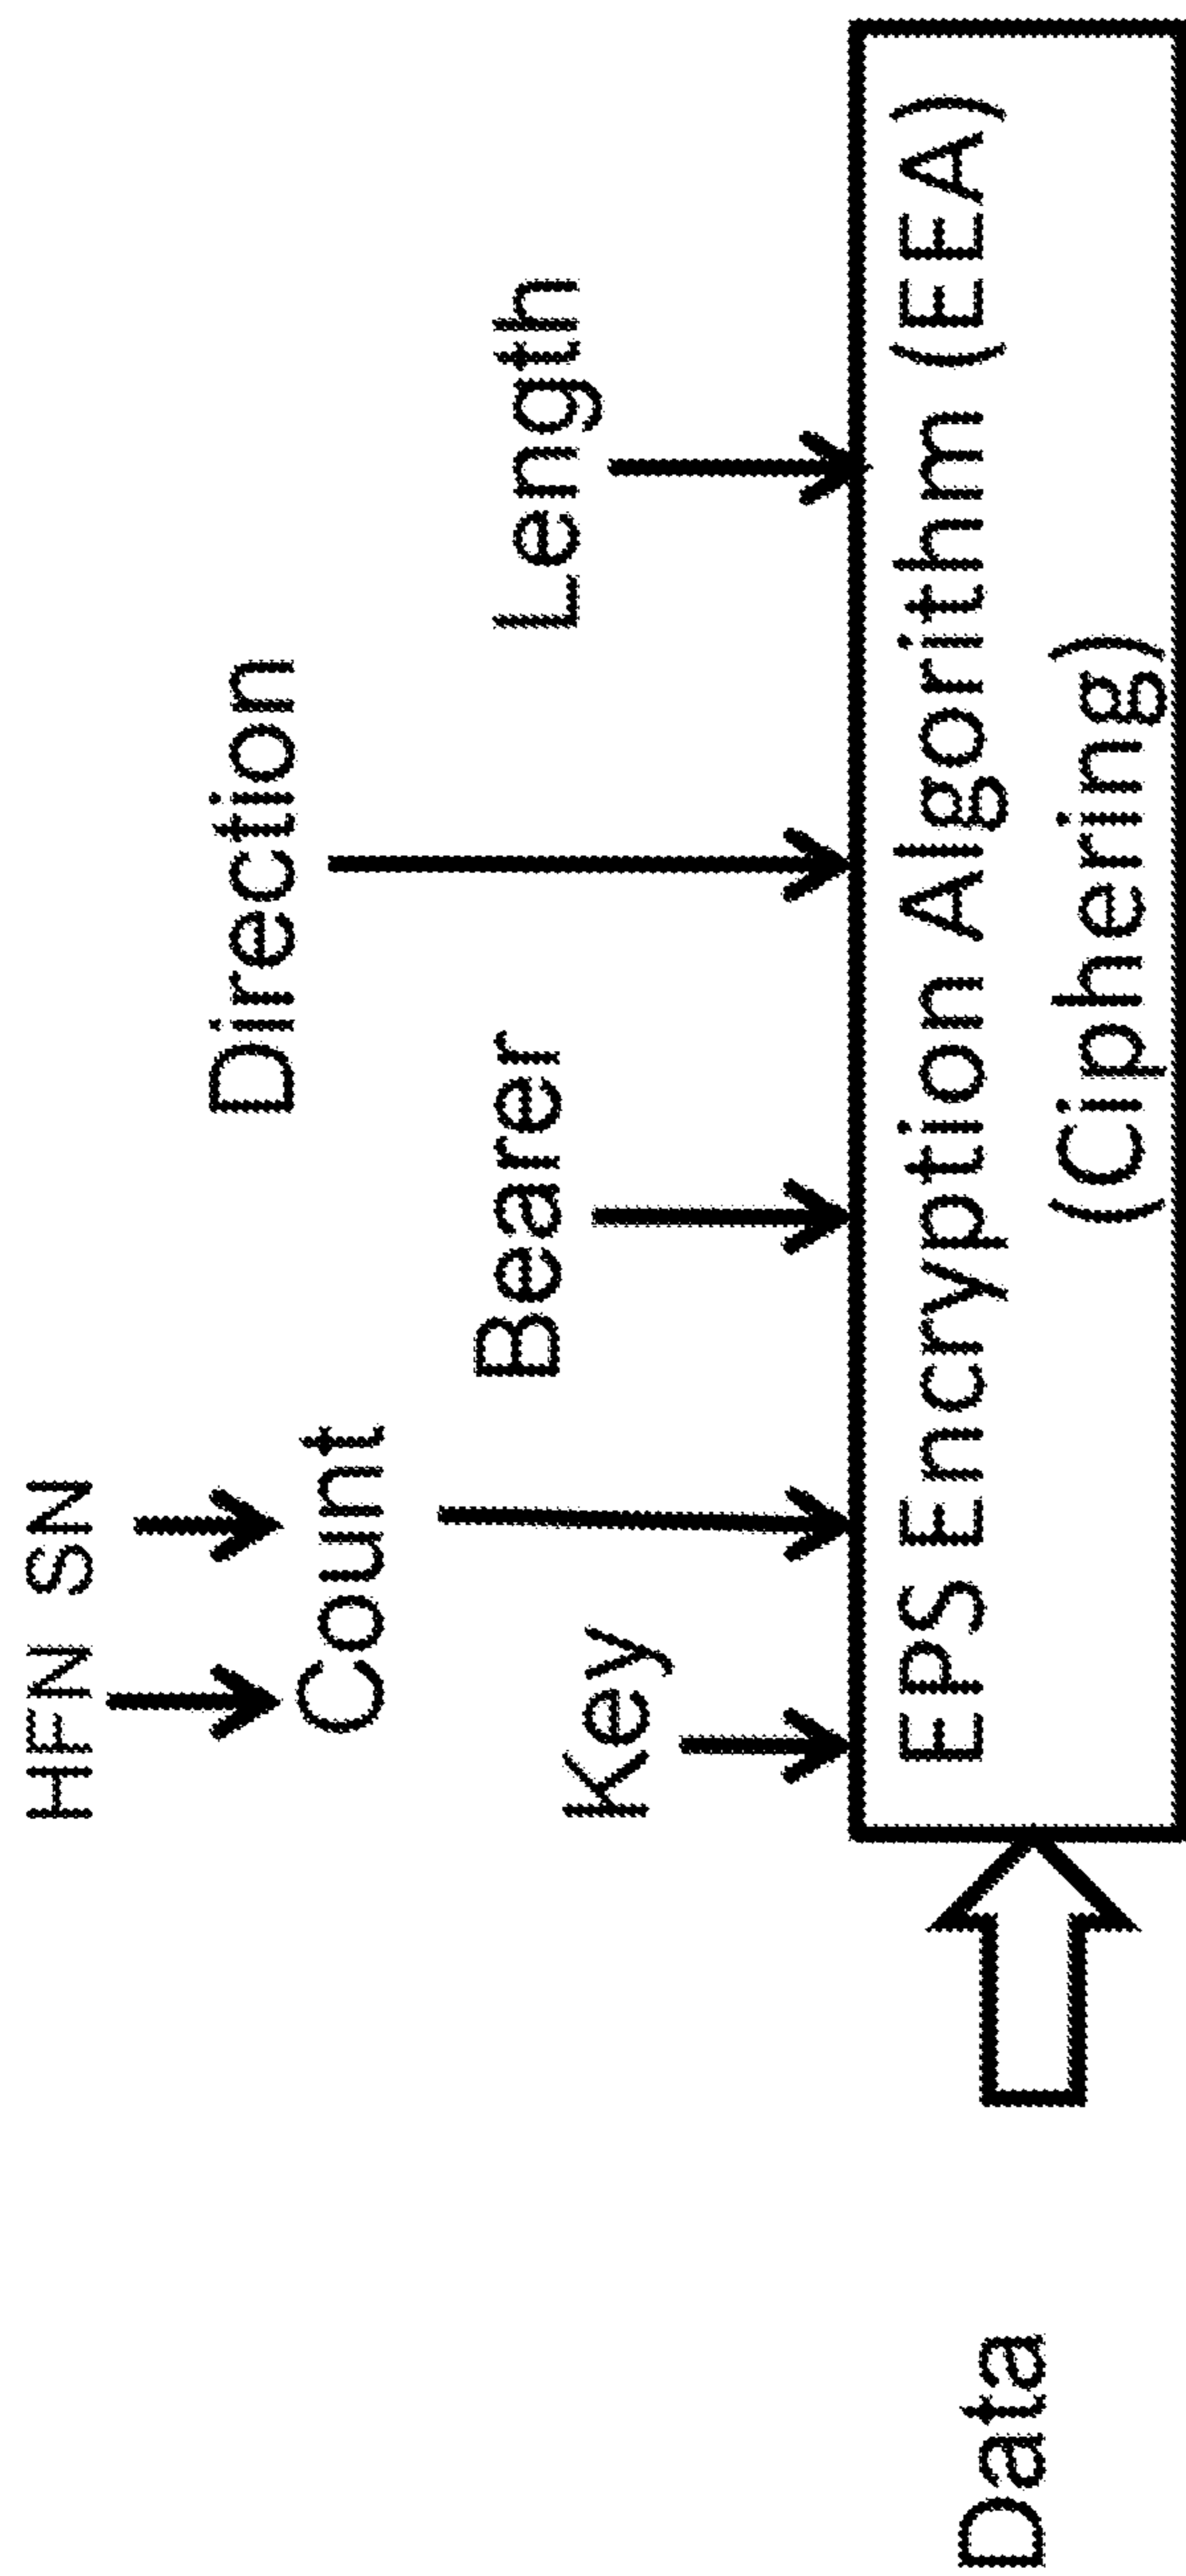 HFN SN
Direction
Count
Bearer
Length
Key
EPS Encryption Algorithm (EEA)
(Ciphering)
Data